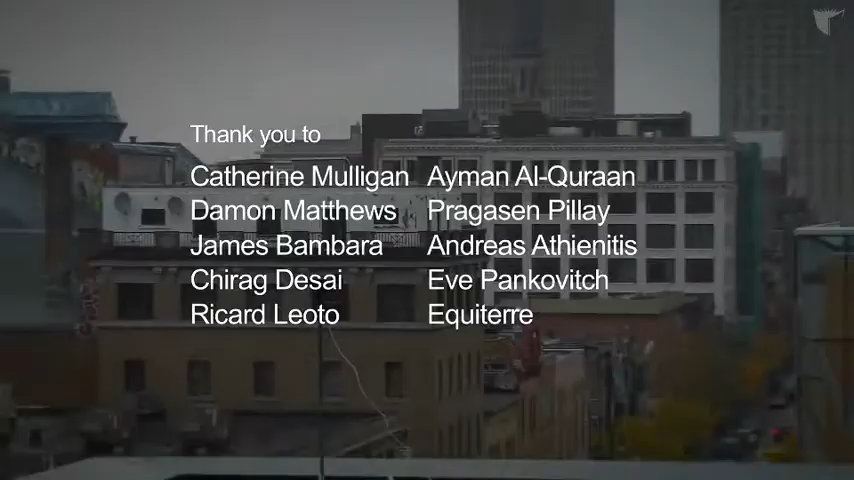 Thank you to
Catherine Mulligan Ayman Al-Quraan
Damon Matthews Pragasen Pillay
James Bambara Andreas Athienitis
Chirag Desai Eve Pankovitch
Ricard Leoto Equiterre